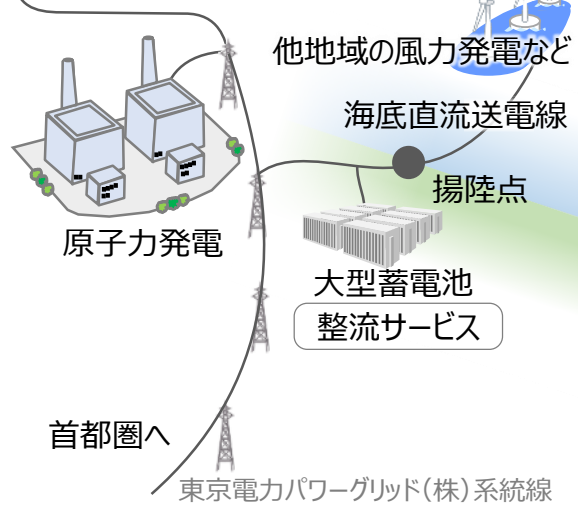 他地域の風力発電など
海底直流送電線
揚陸点
原子力発電
大型蓄電池
整流サービス
首都圏へ
東京電力パワーグリッド(株)系統線